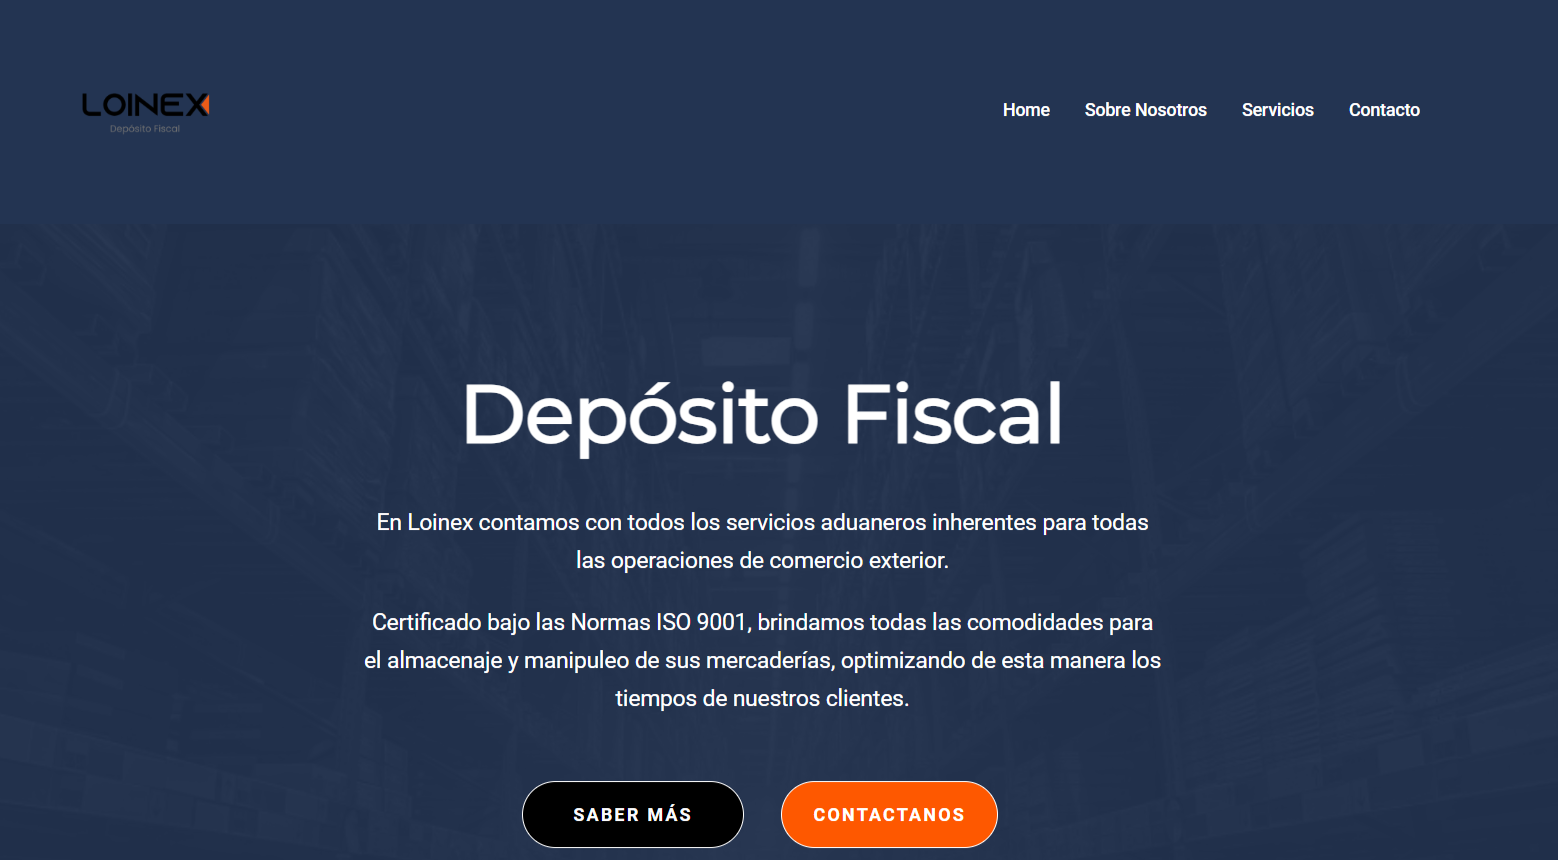 LOINEX
Depósito Fiscal
Home Sobre Nosotros Servicios Contacto
Depósito Fiscal
En Loinex contamos con todos los servicios aduaneros inherentes para todas
las operaciones de comercio exterior.
Certificado bajo las Normas ISO 9001, brindamos todas las comodidades para
el almacenaje y manipuleo de sus mercaderías, optimizando de esta manera los
tiempos de nuestros clientes.
SABER MÁS CONTACTANOS